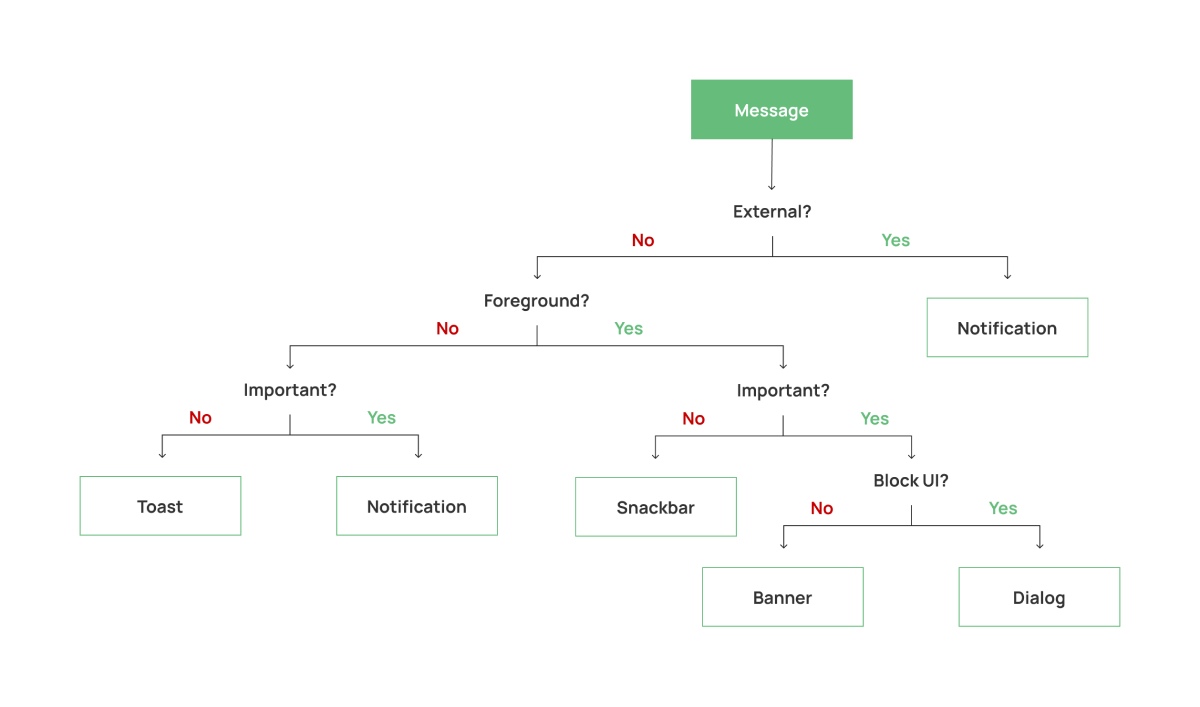 Message
External?
No
Yes
Foreground?
No
Yes
Notification
Important?
Important?
No
Yes
No
Yes
Block UI?
Toast
Notification
Snackbar
No
Yes
Banner
Dialog